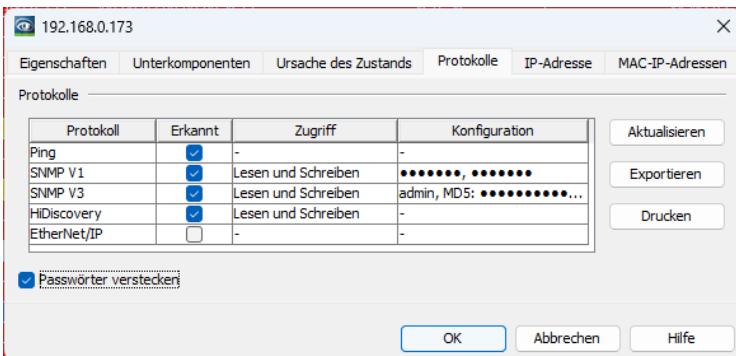 192.168.0.173
Eigenschaften Unterkomponenten Ursache des Zustands Protokolle IP-Adresse MAC-IP-Adressen
Protokolle
Protokoll Erkannt Zugriff Konfiguration
Aktualisieren
Ping - -
SNMP V1 Lesen und Schreiben •••••••, •••••••
Exportieren
SNMP V3 Lesen und Schreiben admin, MD5: ••••••••••...
HiDiscovery Lesen und Schreiben -
Drucken
EtherNet/IP - -
Passwörter verstecken
OK Abbrechen Hilfe